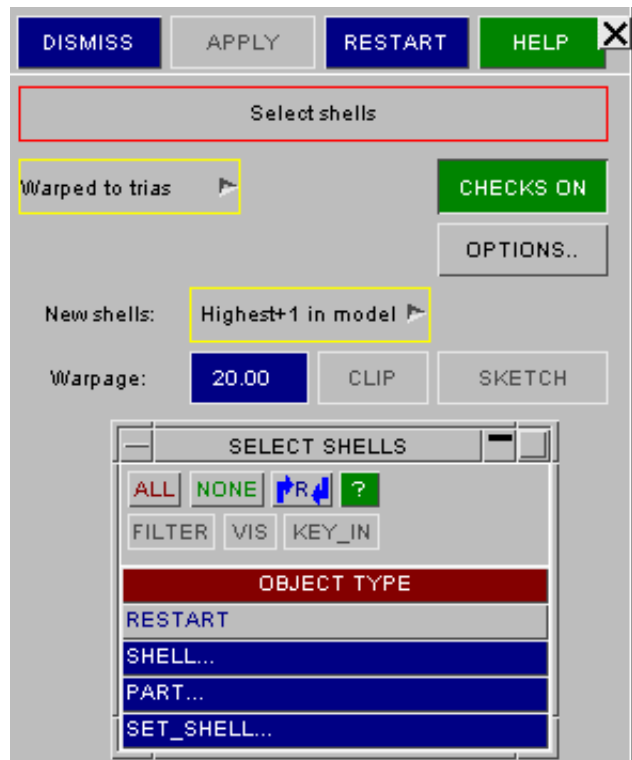 DISMISS APPLY RESTART HELP X
Select shells
Warped to trias CHECKS ON
OPTIONS..
New shells: Highest+1 in model
Warpage: 20.00 CLIP SKETCH
SELECT SHELLS
ALL NONE R ?
FILTER VIS KEY_IN
OBJECT TYPE
RESTART
SHELL...
PART...
SET_SHELL...